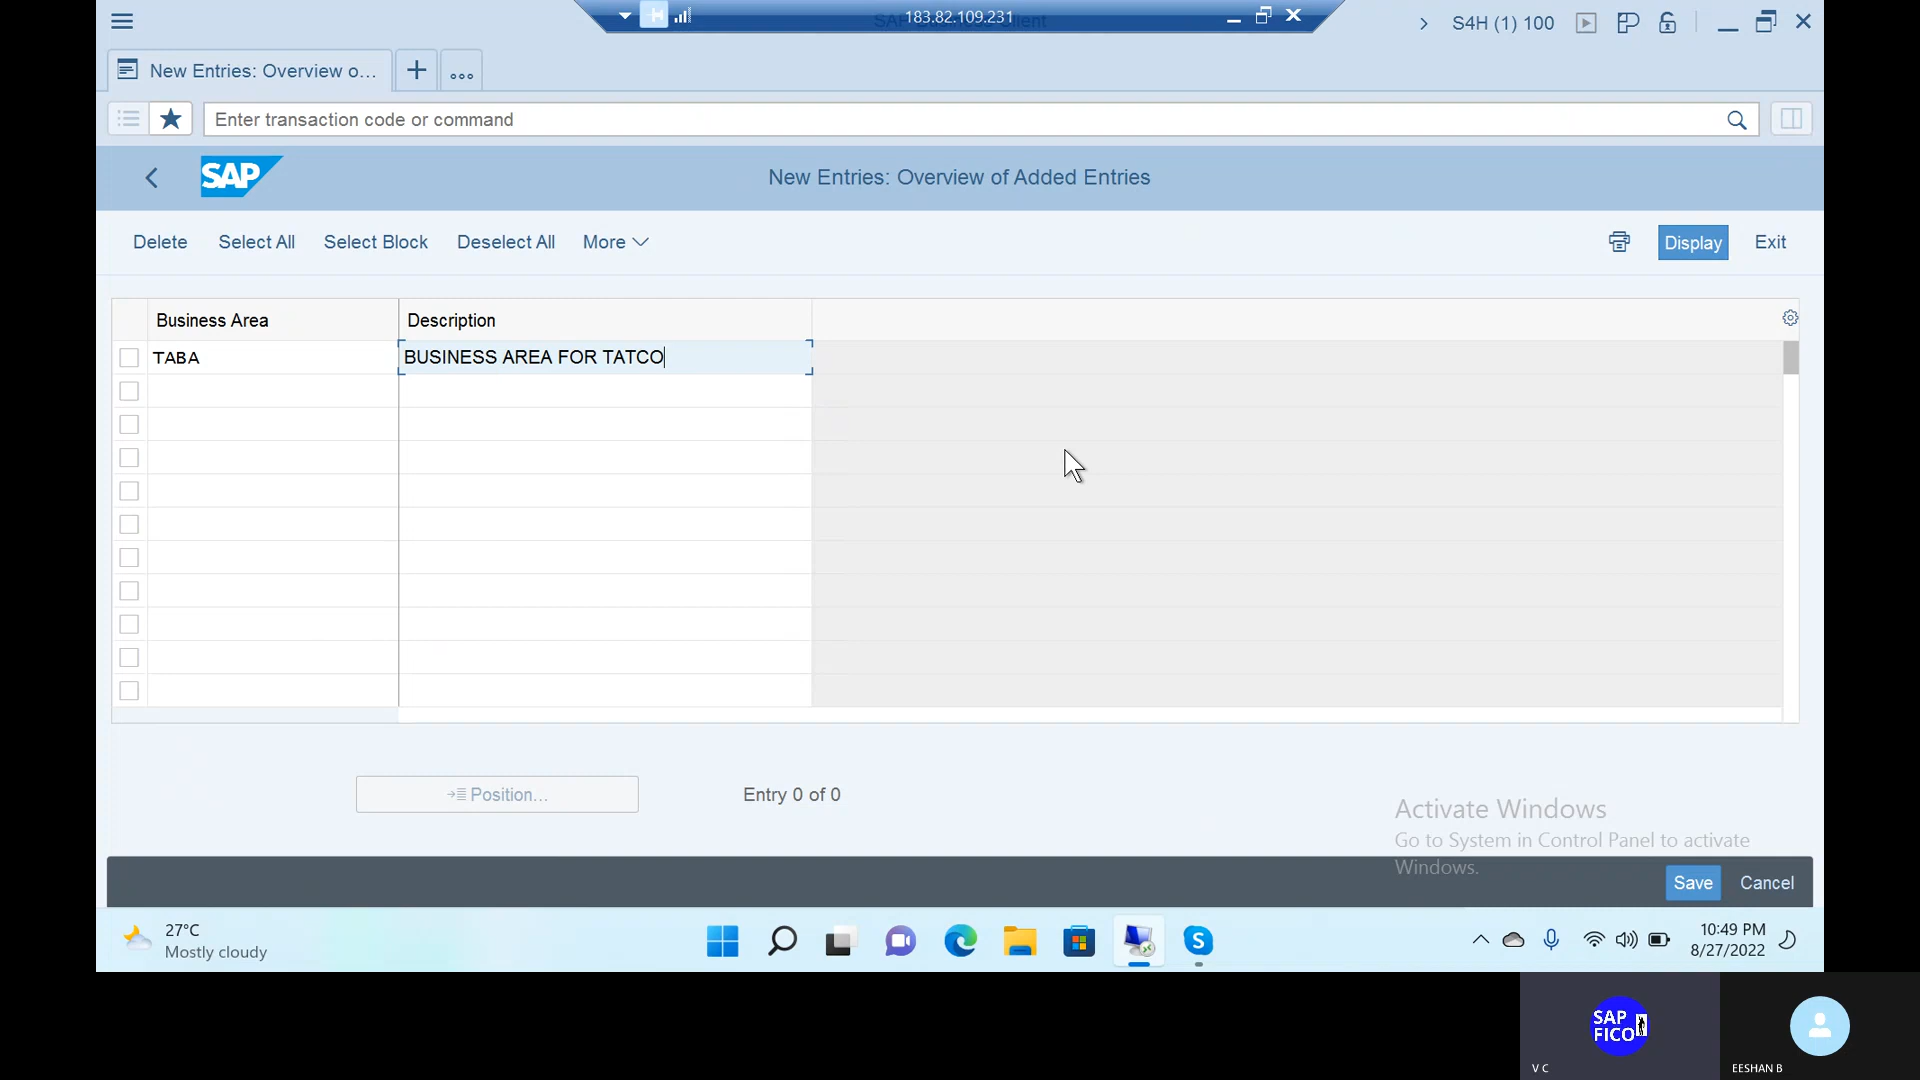 183.82.109.231
S4H (1) 100
New Entries: Overview o...
Enter transaction code or command
SAP
New Entries: Overview of Added Entries
Delete Select All Select Block Deselect All More Display Exit
Business Area Description
TABA BUSINESS AREA FOR TATCO
Position... Entry 0 of 0
Activate Windows
Go to System in Control Panel to activate
Windows.
Save Cancel
27°C
Mostly cloudy
10:49 PM
8/27/2022
SAP
FICO
V C
EESHAN B